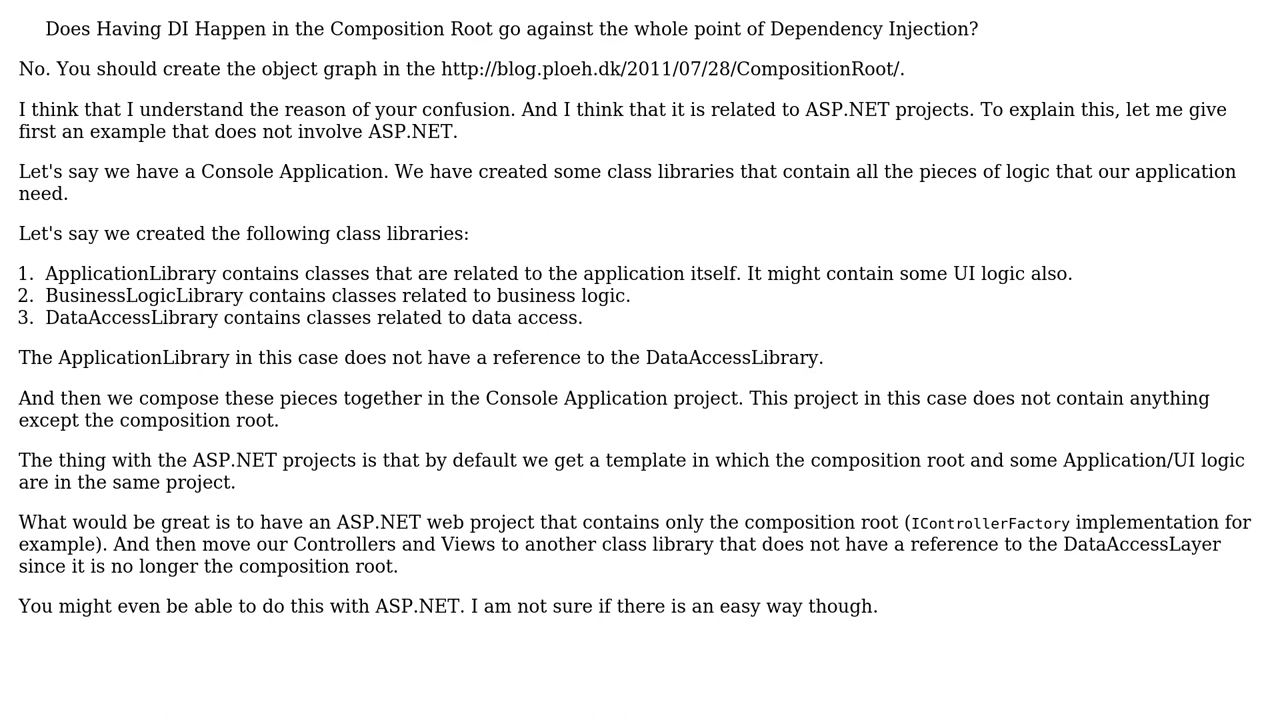 Does Having DI Happen in the Composition Root go against the whole point of Dependency Injection?
No. You should create the object graph in the http://blog.ploeh.dk/2011/07/28/CompositionRoot/.
I think that I understand the reason of your confusion. And I think that it is related to ASP.NET projects. To explain this, let me give
first an example that does not involve ASP.NET.
Let's say we have a Console Application. We have created some class libraries that contain all the pieces of logic that our application
need.
Let's say we created the following class libraries:
1. ApplicationLibrary contains classes that are related to the application itself. It might contain some UI logic also.
2. BusinessLogicLibrary contains classes related to business logic.
3. DataAccessLibrary contains classes related to data access.
The ApplicationLibrary in this case does not have a reference to the DataAccessLibrary.
And then we compose these pieces together in the Console Application project. This project in this case does not contain anything
except the composition root.
The thing with the ASP.NET projects is that by default we get a template in which the composition root and some Application/UI logic
are in the same project.
What would be great is to have an ASP.NET web project that contains only the composition root (IControllerFactory implementation for
example). And then move our Controllers and Views to another class library that does not have a reference to the DataAccessLayer
since it is no longer the composition root.
You might even be able to do this with ASP.NET. I am not sure if there is an easy way though.